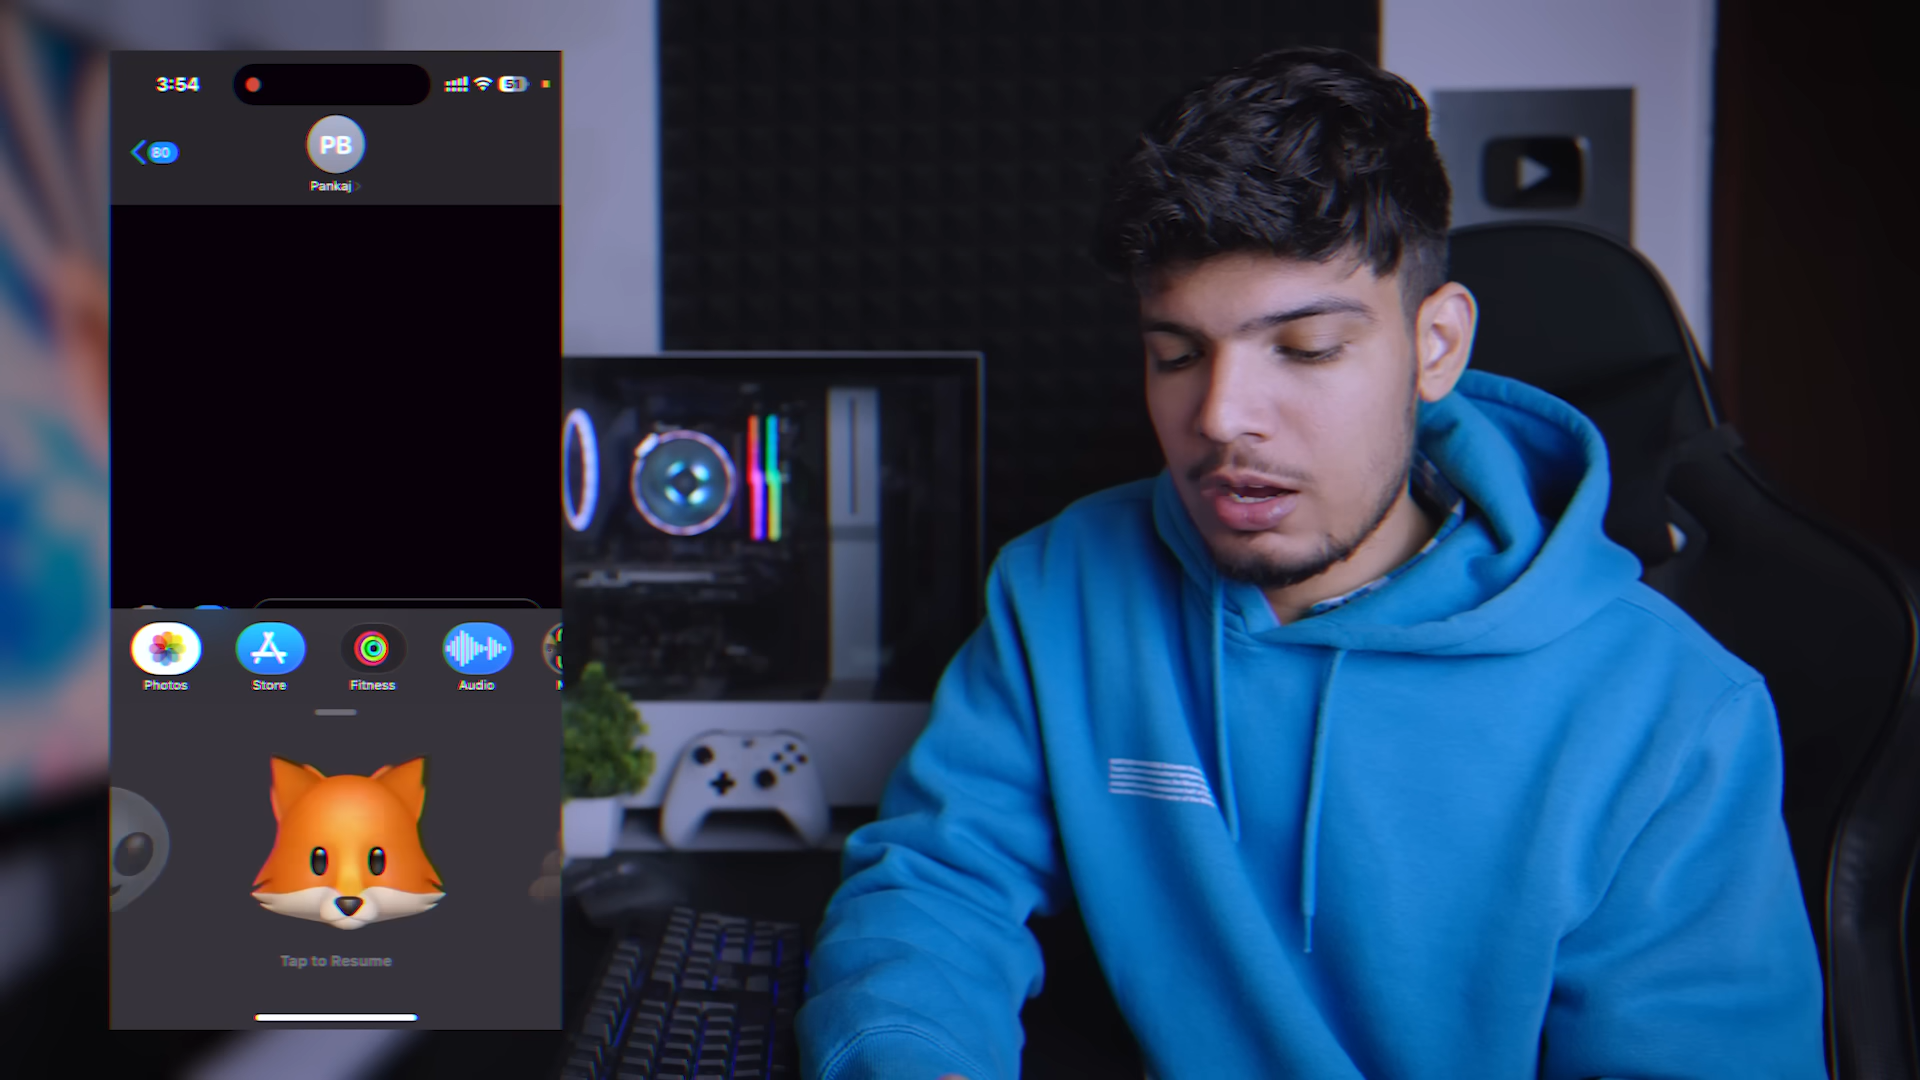 3:54
51
80
PB
Pankaj
Photos
Store
Fitness
Audio
Tap to Resume